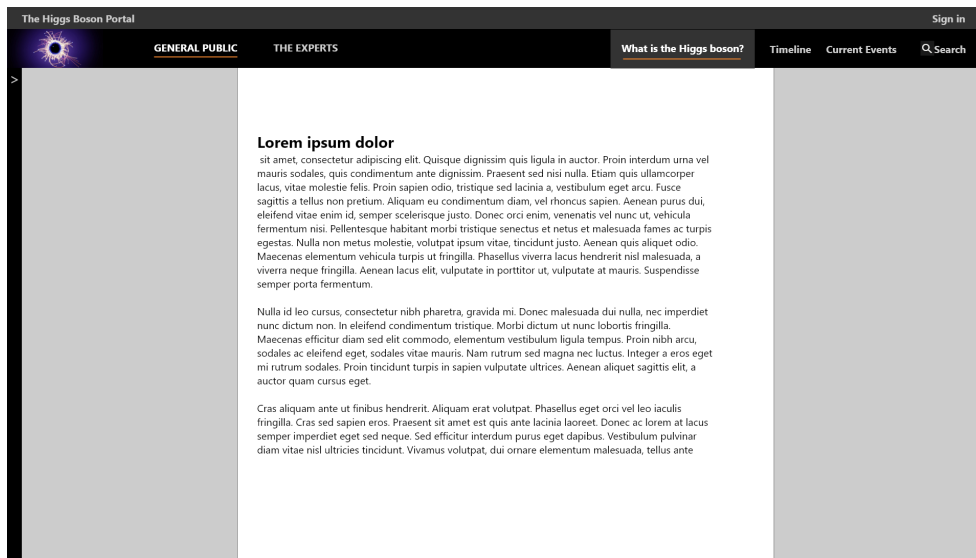 The Higgs Boson Portal
Sign in
GENERAL PUBLIC
THE EXPERTS
What is the Higgs boson?
Timeline
Current Events
Search
>
Lorem ipsum dolor
sit amet, consectetur adipiscing elit. Quisque dignissim quis ligula in auctor. Proin interdum urna vel
mauris sodales, quis condimentum ante dignissim. Praesent sed nisi nulla. Etiam quis ullamcorper
lacus, vitae molestie felis. Proin sapien odio, tristique sed lacinia a, vestibulum eget arcu. Fusce
sagittis a tellus non pretium. Aliquam eu condimentum diam, vel rhoncus sapien. Aenean purus dui,
eleifend vitae enim id, semper scelerisque justo. Donec orci enim, venenatis vel nunc ut, vehicula
fermentum nisi. Pellentesque habitant morbi tristique senectus et netus et malesuada fames ac turpis
egestas. Nulla non metus molestie, volutpat ipsum vitae, tincidunt justo. Aenean quis aliquet odio.
Maecenas elementum vehicula turpis ut fringilla. Phasellus viverra lacus hendrerit nisl malesuada, a
viverra neque fringilla. Aenean lacus elit, vulputate in porttitor ut, vulputate at mauris. Suspendisse
semper porta fermentum.
Nulla id leo cursus, consectetur nibh pharetra, gravida mi. Donec malesuada dui nulla, nec imperdiet
nunc dictum non. In eleifend condimentum tristique. Morbi dictum ut nunc lobortis fringilla.
Maecenas efficitur diam sed elit commodo, elementum vestibulum ligula tempus. Proin nibh arcu,
sodales ac eleifend eget, sodales vitae mauris. Nam rutrum sed magna nec luctus. Integer a eros eget
mi rutrum sodales. Proin tincidunt turpis in sapien vulputate ultrices. Aenean aliquet sagittis elit, a
auctor quam cursus eget.
Cras aliquam ante ut finibus hendrerit. Aliquam erat volutpat. Phasellus eget orci vel leo iaculis
fringilla. Cras sed sapien eros. Praesent sit amet est quis ante lacinia laoreet. Donec ac lorem at lacus
semper imperdiet eget sed neque. Sed efficitur interdum purus eget dapibus. Vestibulum pulvinar
diam vitae nisl ultricies tincidunt. Vivamus volutpat, dui ornare elementum malesuada, tellus ante